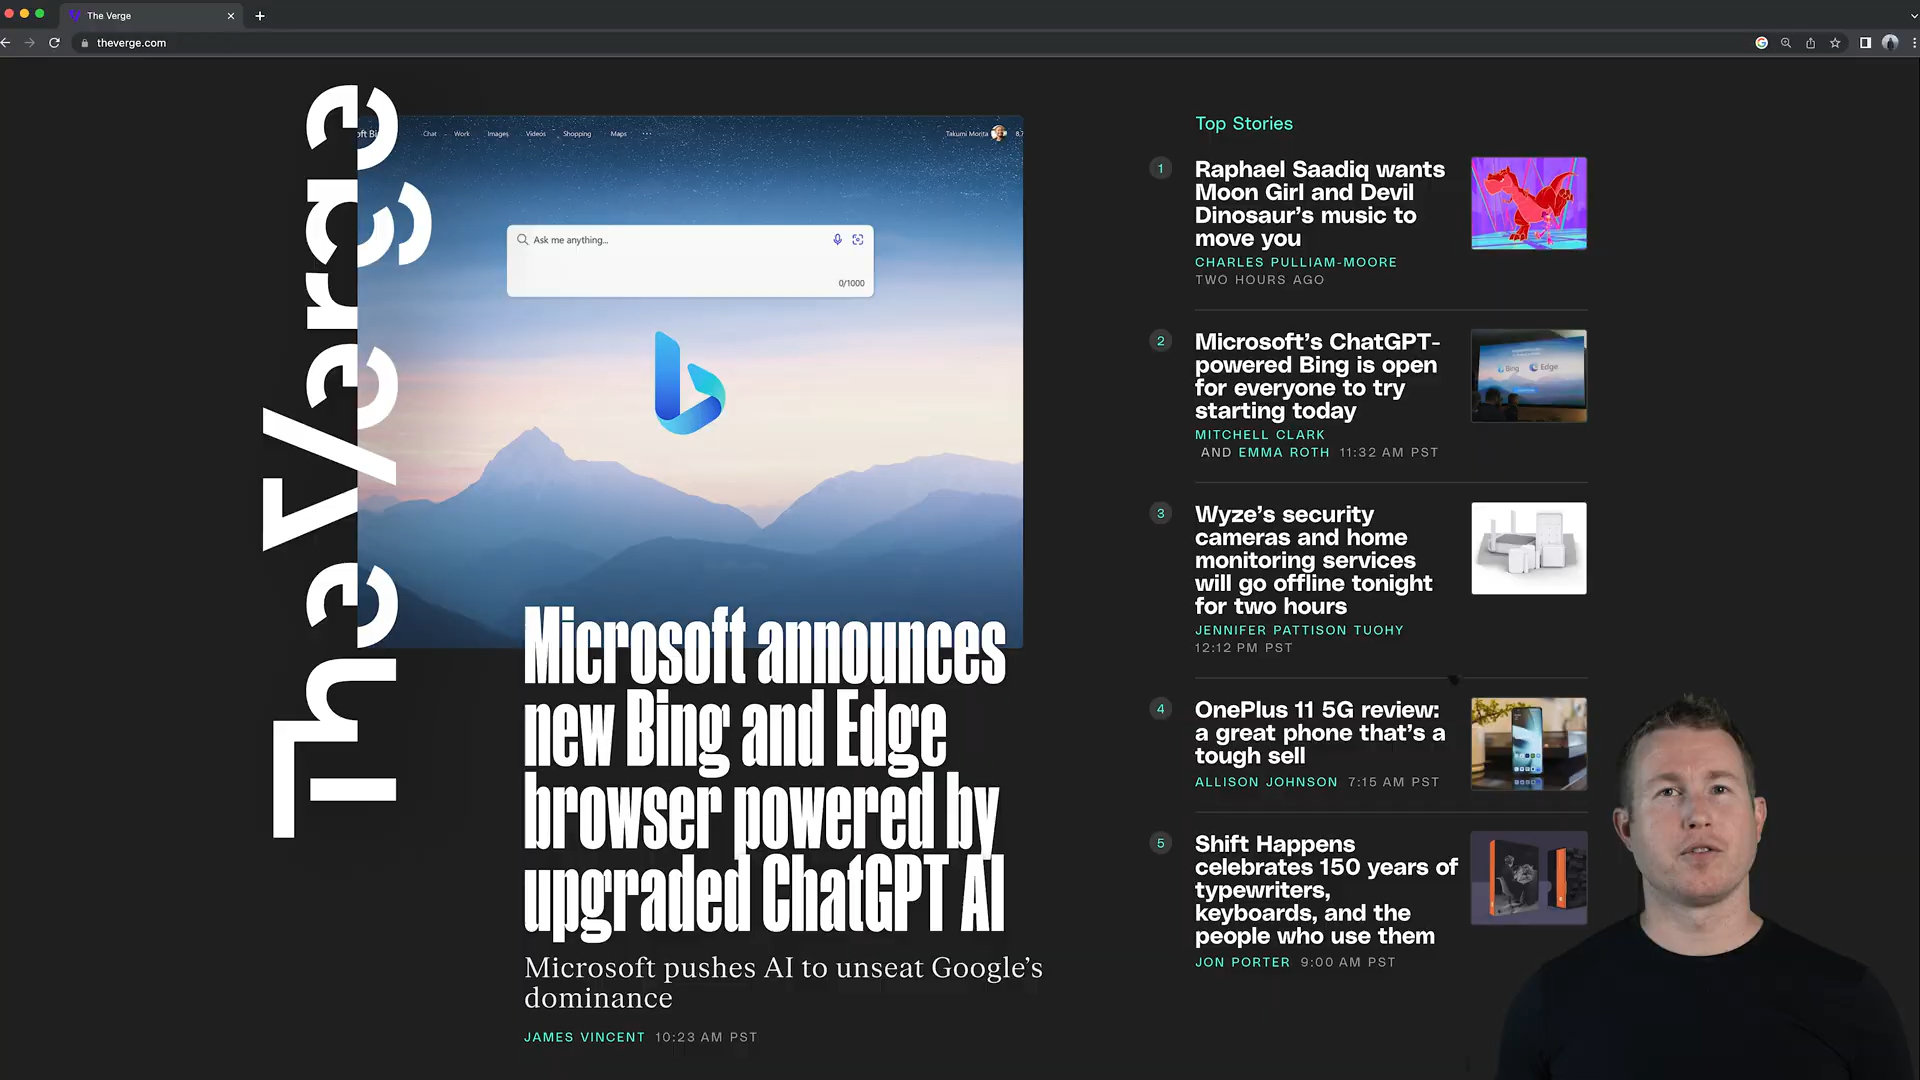 The Verge
theverge.com
The Verge
oft Bi
Chat Work Images Videos Shopping Maps ...
Takumi Morita
Ask me anything...
0/1000
Microsoft announces
new Bing and Edge
browser powered by
upgraded ChatGPT AI
Microsoft pushes AI to unseat Google's
dominance
JAMES VINCENT 10:23 AM PST
Top Stories
1
Raphael Saadiq wants
Moon Girl and Devil
Dinosaur's music to
move you
CHARLES PULLIAM-MOORE
TWO HOURS AGO
2
Microsoft's ChatGPT-
powered Bing is open
for everyone to try
starting today
MITCHELL CLARK
AND EMMA ROTH 11:32 AM PST
Bing Edge
3
Wyze's security
cameras and home
monitoring services
will go offline tonight
for two hours
JENNIFER PATTISON TUOHY
12:12 PM PST
4
OnePlus 11 5G review:
a great phone that's a
tough sell
ALLISON JOHNSON 7:15 AM PST
5
Shift Happens
celebrates 150 years of
typewriters,
keyboards, and the
people who use them
JON PORTER 9:00 AM PST